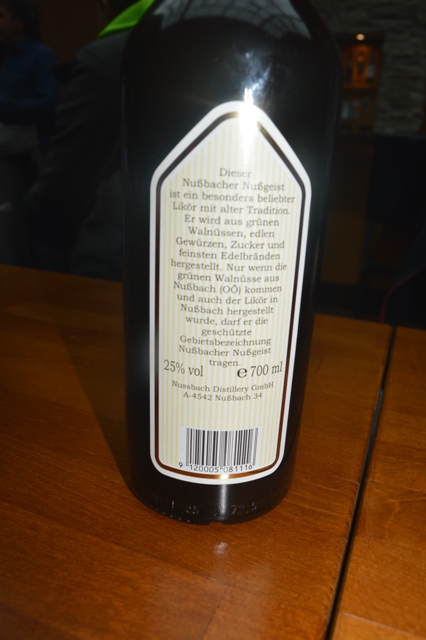 Dieser
Nußbacher Nußgeist
ist ein besonders beliebter
Likör mit alter Tradition.
Er wird aus grünen
Walnüssen, edlen
Gewürzen, Zucker und
feinsten Edelbränden
hergestellt. Nur wenn die
grünen Walnüsse aus
Nußbach (OÖ) kommen
und auch der Likör in
Nußbach hergestellt
wurde, darf er die
geschützte
Gebietsbezeichnung
Nußbacher Nußgeist
tragen.
25% vol ℮ 700 ml
Nussbach Distillery GmbH
A-4542 Nußbach 34
9 120005 081116